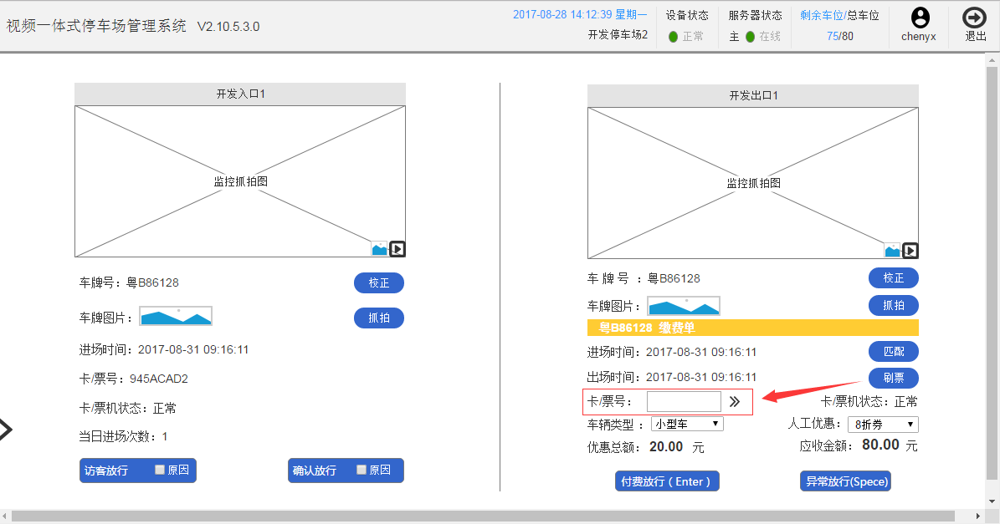 视频一体式停车场管理系统 V2.10.5.3.0
2017-08-28 14:12:39 星期一
开发停车场2
设备状态
正常
服务器状态
主 在线
剩余车位/总车位
75/80
chenyx
退出
开发入口1
监控抓拍图
车牌号：粤B86128
校正
车牌图片：
抓拍
进场时间：2017-08-31 09:16:11
卡/票号：945ACAD2
卡/票机状态：正常
当日进场次数：1
访客放行 原因
确认放行 原因
开发出口1
监控抓拍图
车 牌 号 ：粤B86128
校正
车牌图片：
抓拍
粤B86128 缴费单
进场时间：2017-08-31 09:16:11
匹配
出场时间：2017-08-31 09:16:11
刷票
卡/票号：
卡/票机状态：正常
车辆类型： 小型车
人工优惠： 8折券
优惠总额： 20.00 元
应收金额： 80.00 元
付费放行（Enter）
异常放行(Spece)